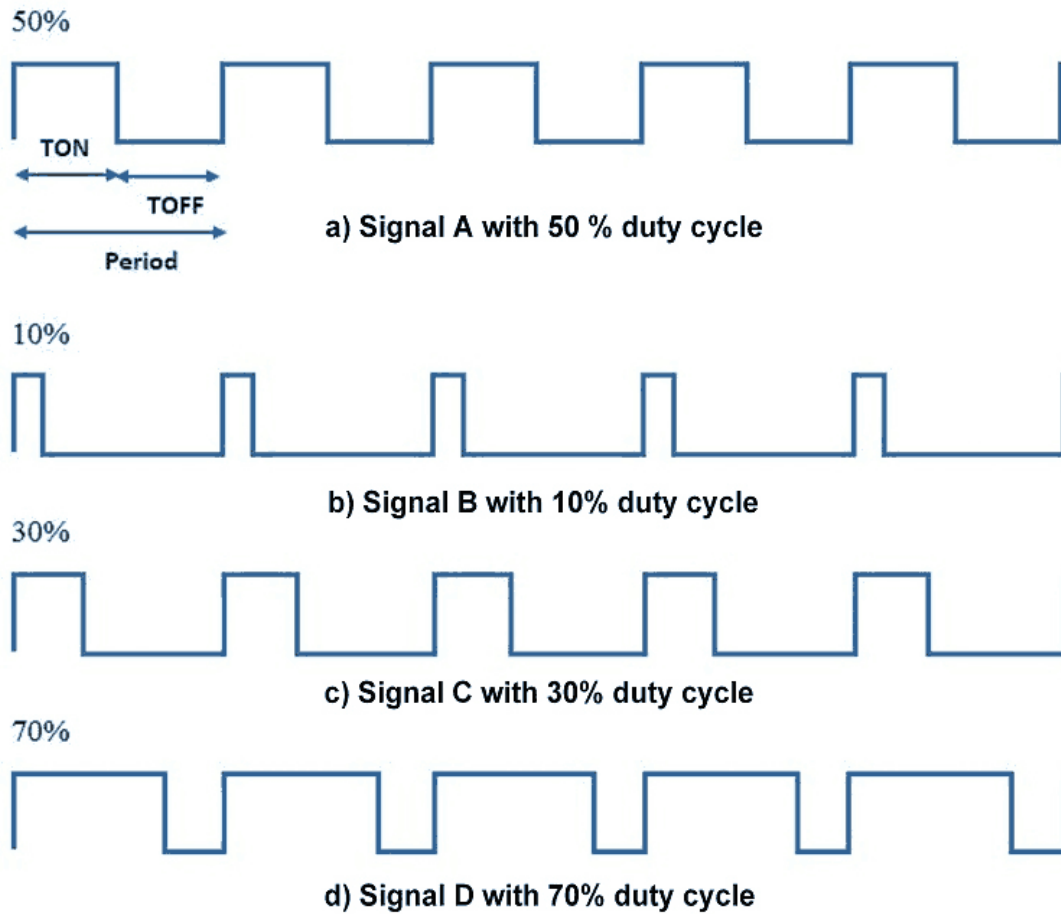 50%
TON
TOFF
Period
a) Signal A with 50 % duty cycle
10%
b) Signal B with 10% duty cycle
30%
c) Signal C with 30% duty cycle
70%
d) Signal D with 70% duty cycle